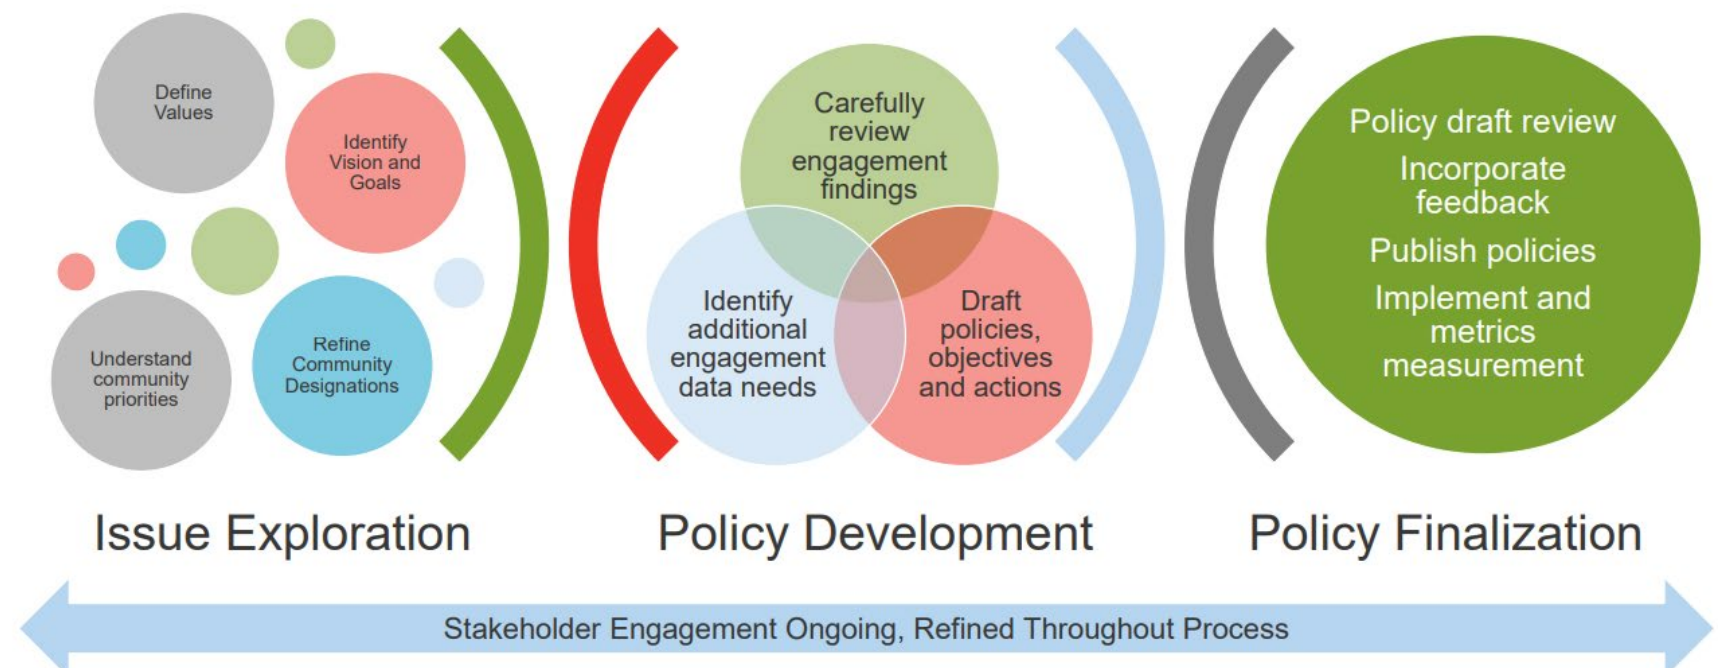 Define
Values
Identify
Vision and
Goals
Understand
community
priorities
Refine
Community
Designations
Carefully
review
engagement
findings
Identify
additional
engagement
data needs
Draft
policies,
objectives
and actions
Policy draft review
Incorporate
feedback
Publish policies
Implement and
metrics
measurement
Issue Exploration
Policy Development
Policy Finalization
Stakeholder Engagement Ongoing, Refined Throughout Process